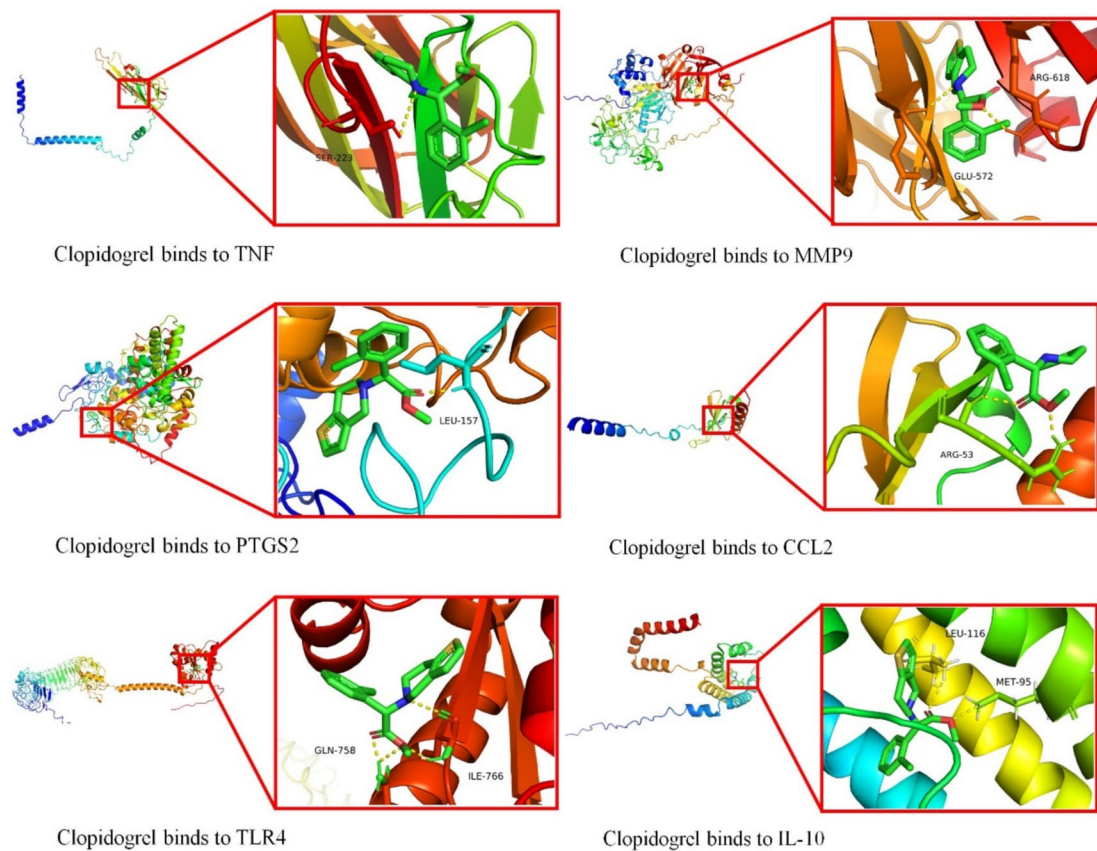 SER-223
ARG-618
GLU-572
Clopidogrel binds to TNF
Clopidogrel binds to MMP9
LEU-157
ARG-53
Clopidogrel binds to PTGS2
Clopidogrel binds to CCL2
GLN-758
ILE-766
LEU-116
MET-95
Clopidogrel binds to TLR4
Clopidogrel binds to IL-10